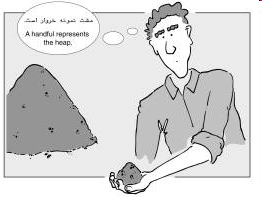 مشت نمونه خروار است.
A handful represents
the heap.